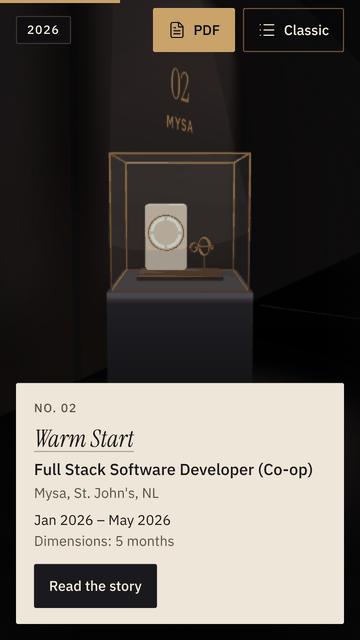 2026
PDF
Classic
02
MYSA
NO. 02
Warm Start
Full Stack Software Developer (Co-op)
Mysa, St. John's, NL
Jan 2026 – May 2026
Dimensions: 5 months
Read the story